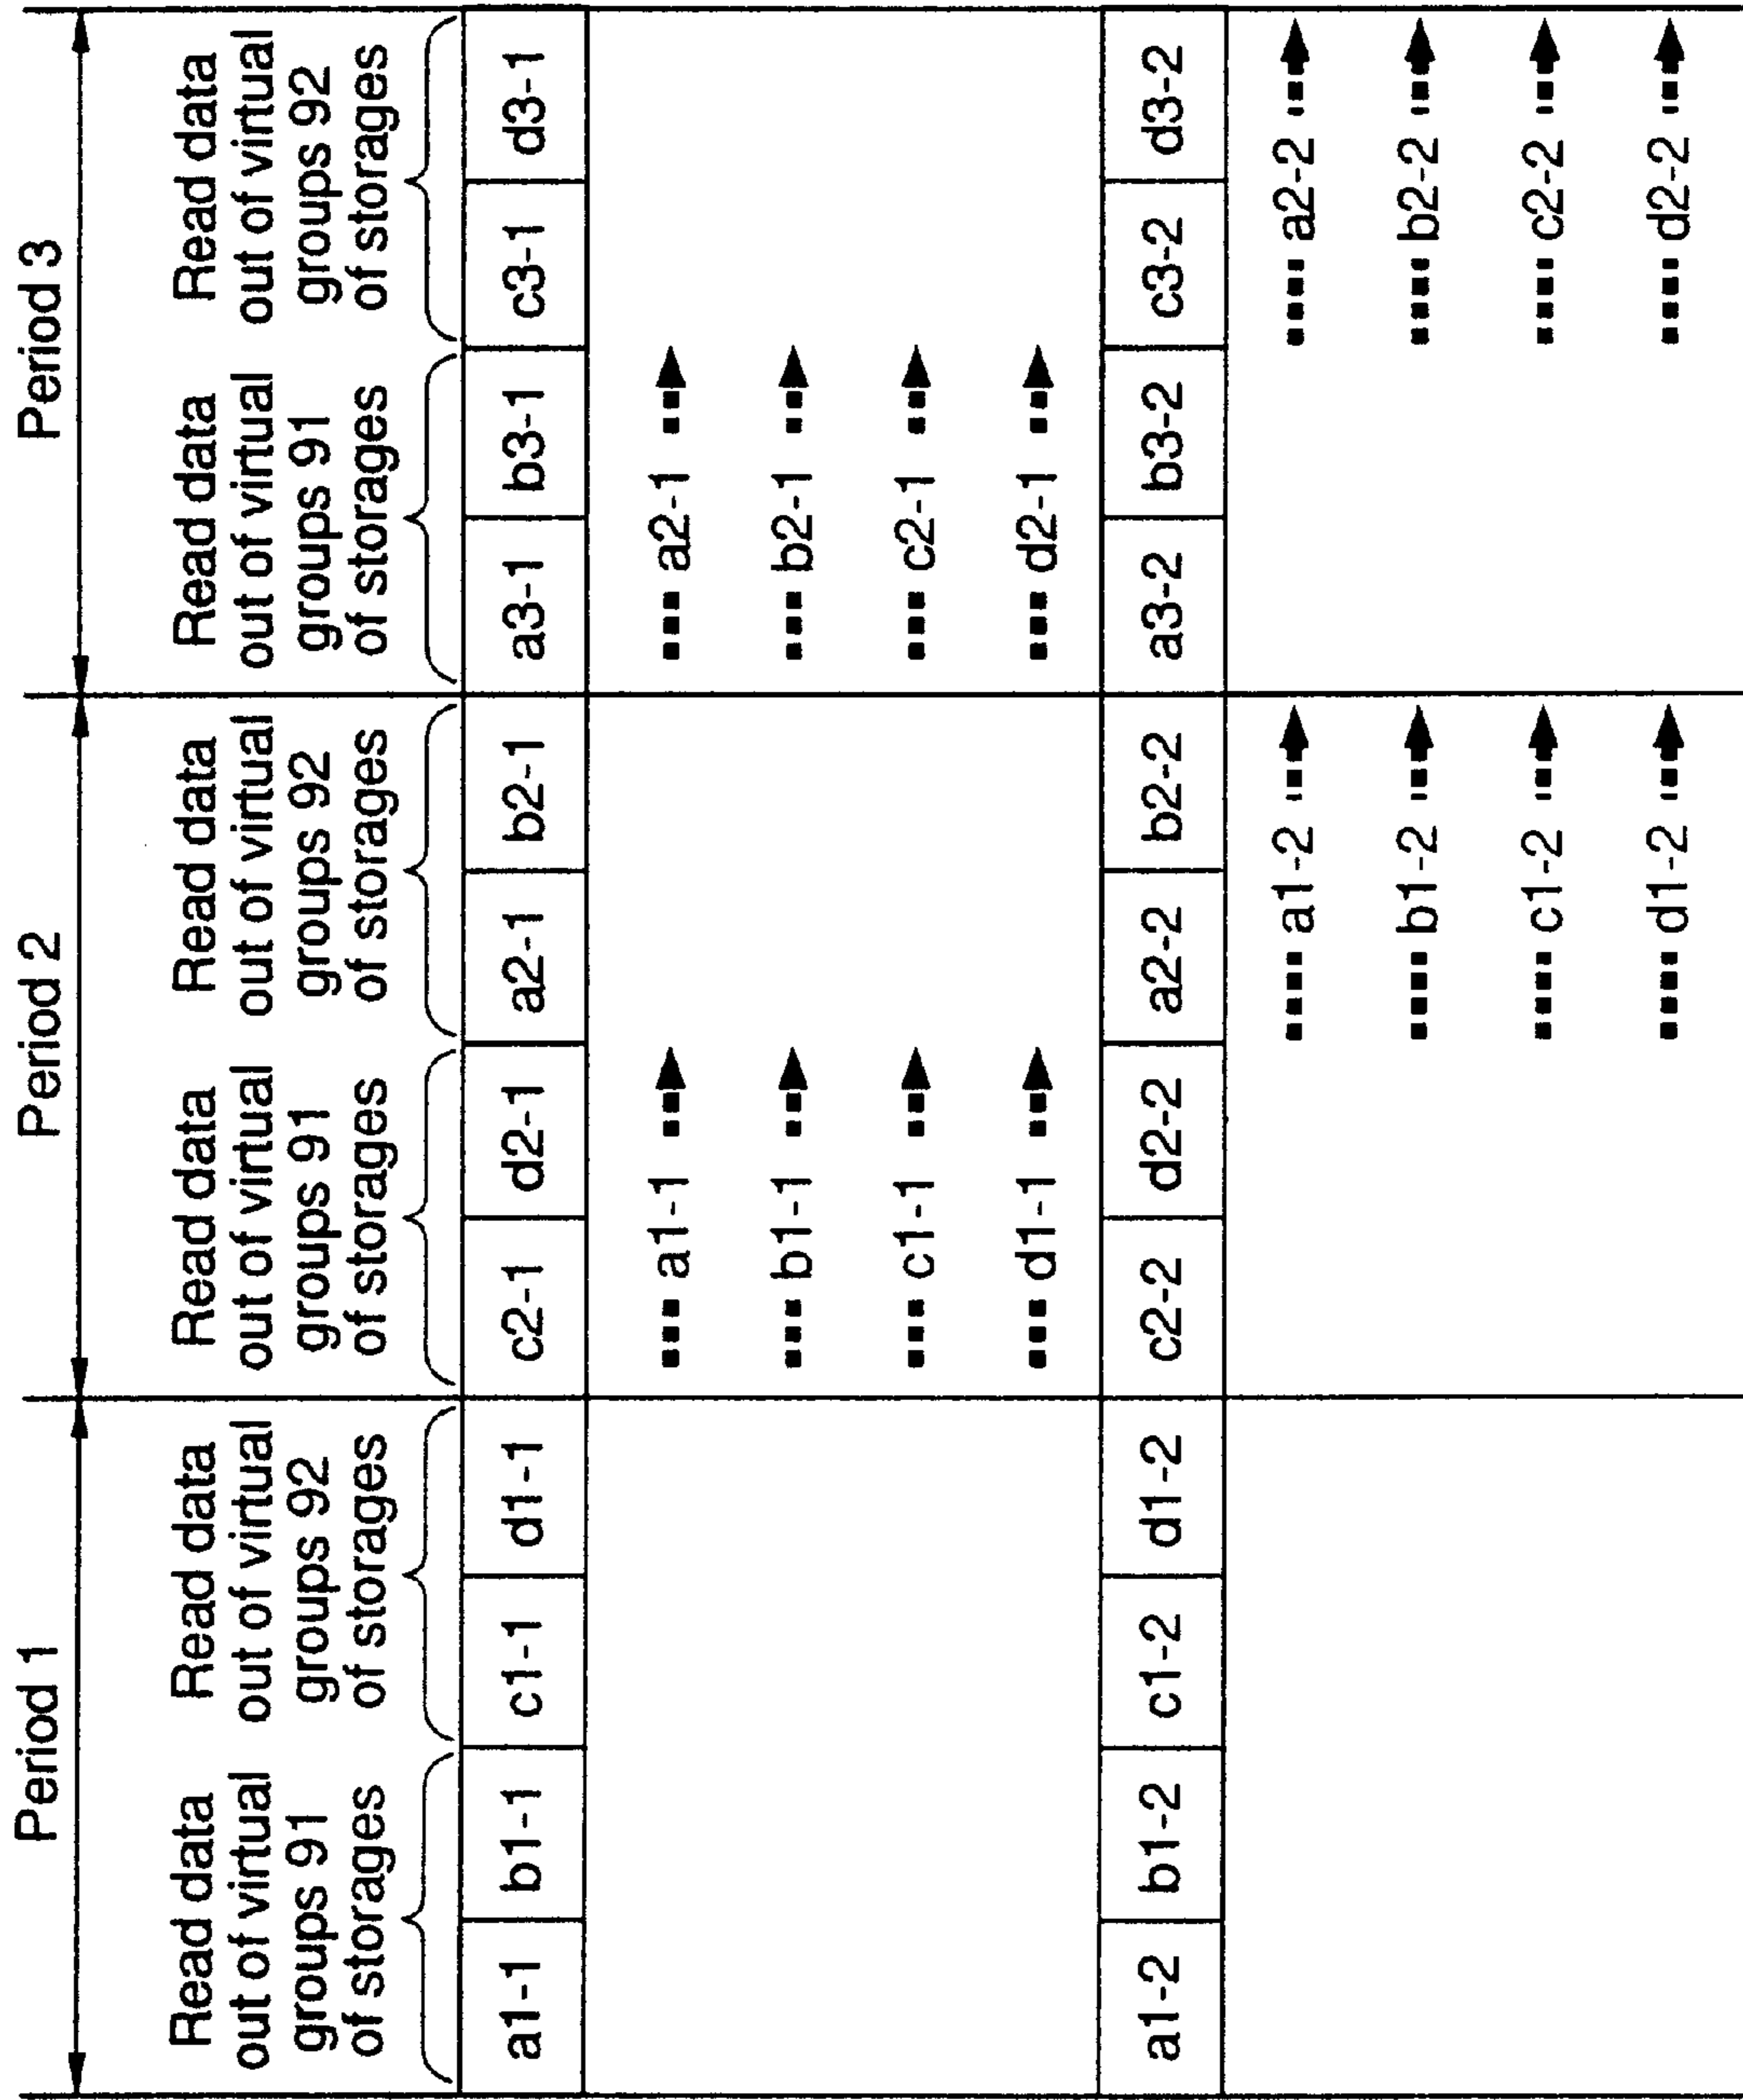 Period 1
Period 2
Period 3
Read data
out of virtual
groups 91
of storages
Read data
out of virtual
groups 92
of storages
Read data
out of virtual
groups 91
of storages
Read data
out of virtual
groups 92
of storages
Read data
out of virtual
groups 91
of storages
Read data
out of virtual
groups 92
of storages
a1-1 b1-1 c1-1 d1-1 c2-1 d2-1 a2-1 b2-1 a3-1 b3-1 c3-1 d3-1
a1-1 a2-1
b1-1 b2-1
c1-1 c2-1
d1-1 d2-1
a1-2 b1-2 c1-2 d1-2 c2-2 d2-2 a2-2 b2-2 a3-2 b3-2 c3-2 d3-2
a1-2 a2-2
b1-2 b2-2
c1-2 c2-2
d1-2 d2-2